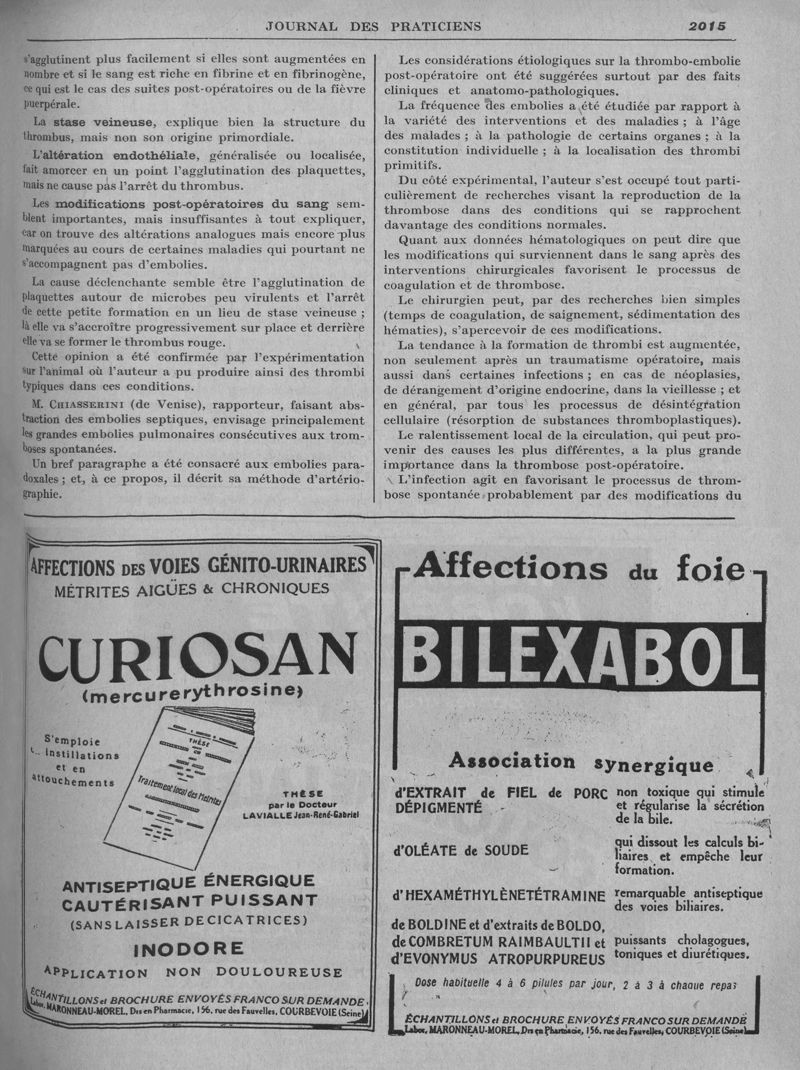 JOURNAL DES PRATICIENS 2015
s'agglutinent plus facilement si elles sont augmentées en
nombre et si le sang est riche en fibrine et en fibrinogène,
ce qui est le cas des suites post-opératoires ou de la fièvre
puerpérale.
La stase veineuse, explique bien la structure du
thrombus, mais non son origine primordiale.
L'altération endothéliale, généralisée ou localisée,
fait amorcer en un point l'agglutination des plaquettes,
mais ne cause pas l'arrêt du thrombus.
Les modifications post-opératoires du sang sem-
blent importantes, mais insuffisantes à tout expliquer,
car on trouve des altérations analogues mais encore plus
marquées au cours de certaines maladies qui pourtant ne
s'accompagnent pas d'embolies.
La cause déclenchante semble être l'agglutination de
plaquettes autour de microbes peu virulents et l'arrêt
de cette petite formation en un lieu de stase veineuse ;
là elle va s'accroître progressivement sur place et derrière
elle va se former le thrombus rouge.
Cette opinion a été confirmée par l'expérimentation
sur l'animal où l'auteur a pu produire ainsi des thrombi
typiques dans ces conditions.
M. CHIASSERINI (de Venise), rapporteur, faisant abs-
traction des embolies septiques, envisage principalement
les grandes embolies pulmonaires consécutives aux trom-
boses spontanées.
Un bref paragraphe a été consacré aux embolies para-
doxales ; et, à ce propos, il décrit sa méthode d'artério-
graphie.
Les considérations étiologiques sur la thrombo-embolie
post-opératoire ont été suggérées surtout par des faits
cliniques et anatomo-pathologiques.
La fréquence des embolies a été étudiée par rapport à
la variété des interventions et des maladies ; à l'âge
des malades ; à la pathologie de certains organes ; à la
constitution individuelle ; à la localisation des thrombi
primitifs.
Du côté expérimental, l'auteur s'est occupé tout parti-
culièrement de recherches visant la reproduction de la
thrombose dans des conditions qui se rapprochent
davantage des conditions normales.
Quant aux données hématologiques on peut dire que
les modifications qui surviennent dans le sang après des
interventions chirurgicales favorisent le processus de
coagulation et de thrombose.
Le chirurgien peut, par des recherches bien simples
(temps de coagulation, de saignement, sédimentation des
hématies), s'apercevoir de ces modifications.
La tendance à la formation de thrombi est augmentée,
non seulement après un traumatisme opératoire, mais
aussi dans certaines infections ; en cas de néoplasies,
de dérangement d'origine endocrine, dans la vieillesse ; et
en général, par tous les processus de désintégration
cellulaire (résorption de substances thromboplastiques).
Le ralentissement local de la circulation, qui peut pro-
venir des causes les plus différentes, a la plus grande
importance dans la thrombose post-opératoire.
L'infection agit en favorisant le processus de throm-
bose spontanée probablement par des modifications du
AFFECTIONS DES VOIES GÉNITO-URINAIRES
MÉTRITES AIGÜES & CHRONIQUES
CURIOSAN
(mercurerythrosine)
S'emploie
Instillations
et en
attouchements
THÈSE
Traitement local des Métrites
THÈSE
par le Docteur
LAVIALLE Jean-René-Gabriel
ANTISEPTIQUE ÉNERGIQUE
CAUTÉRISANT PUISSANT
(SANS LAISSER DE CICATRICES)
INODORE
APPLICATION NON DOULOUREUSE
ÉCHANTILLONS et BROCHURE ENVOYÉS FRANCO SUR DEMANDE.
Labor. MARONNEAU-MOREL, Drs en Pharmacie, 156, rue des Fauvelles, COURBEVOIE (Seine)
Affections du foie
BILEXABOL
Association synergique
d'EXTRAIT de FIEL de PORC DÉPIGMENTÉ
non toxique qui stimule
et régularise la sécrétion
de la bile.
d'OLÉATE de SOUDE
qui dissout les calculs bi-
liaires et empêche leur
formation.
d'HEXAMÉTHYLÈNETÉTRAMINE
remarquable antiseptique
des voies biliaires.
de BOLDINE et d'extraits de BOLDO,
de COMBRETUM RAIMBAULTII et
d'EVONYMUS ATROPURPUREUS
puissants cholagogues,
toniques et diurétiques.
Dose habituelle 4 à 6 pilules par jour, 2 à 3 à chaque repas
ÉCHANTILLONS et BROCHURE ENVOYÉS FRANCO SUR DEMANDE
Labor. MARONNEAU-MOREL, Drs en Pharmacie, 156, rue des Fauvelles, COURBEVOIE (Seine)